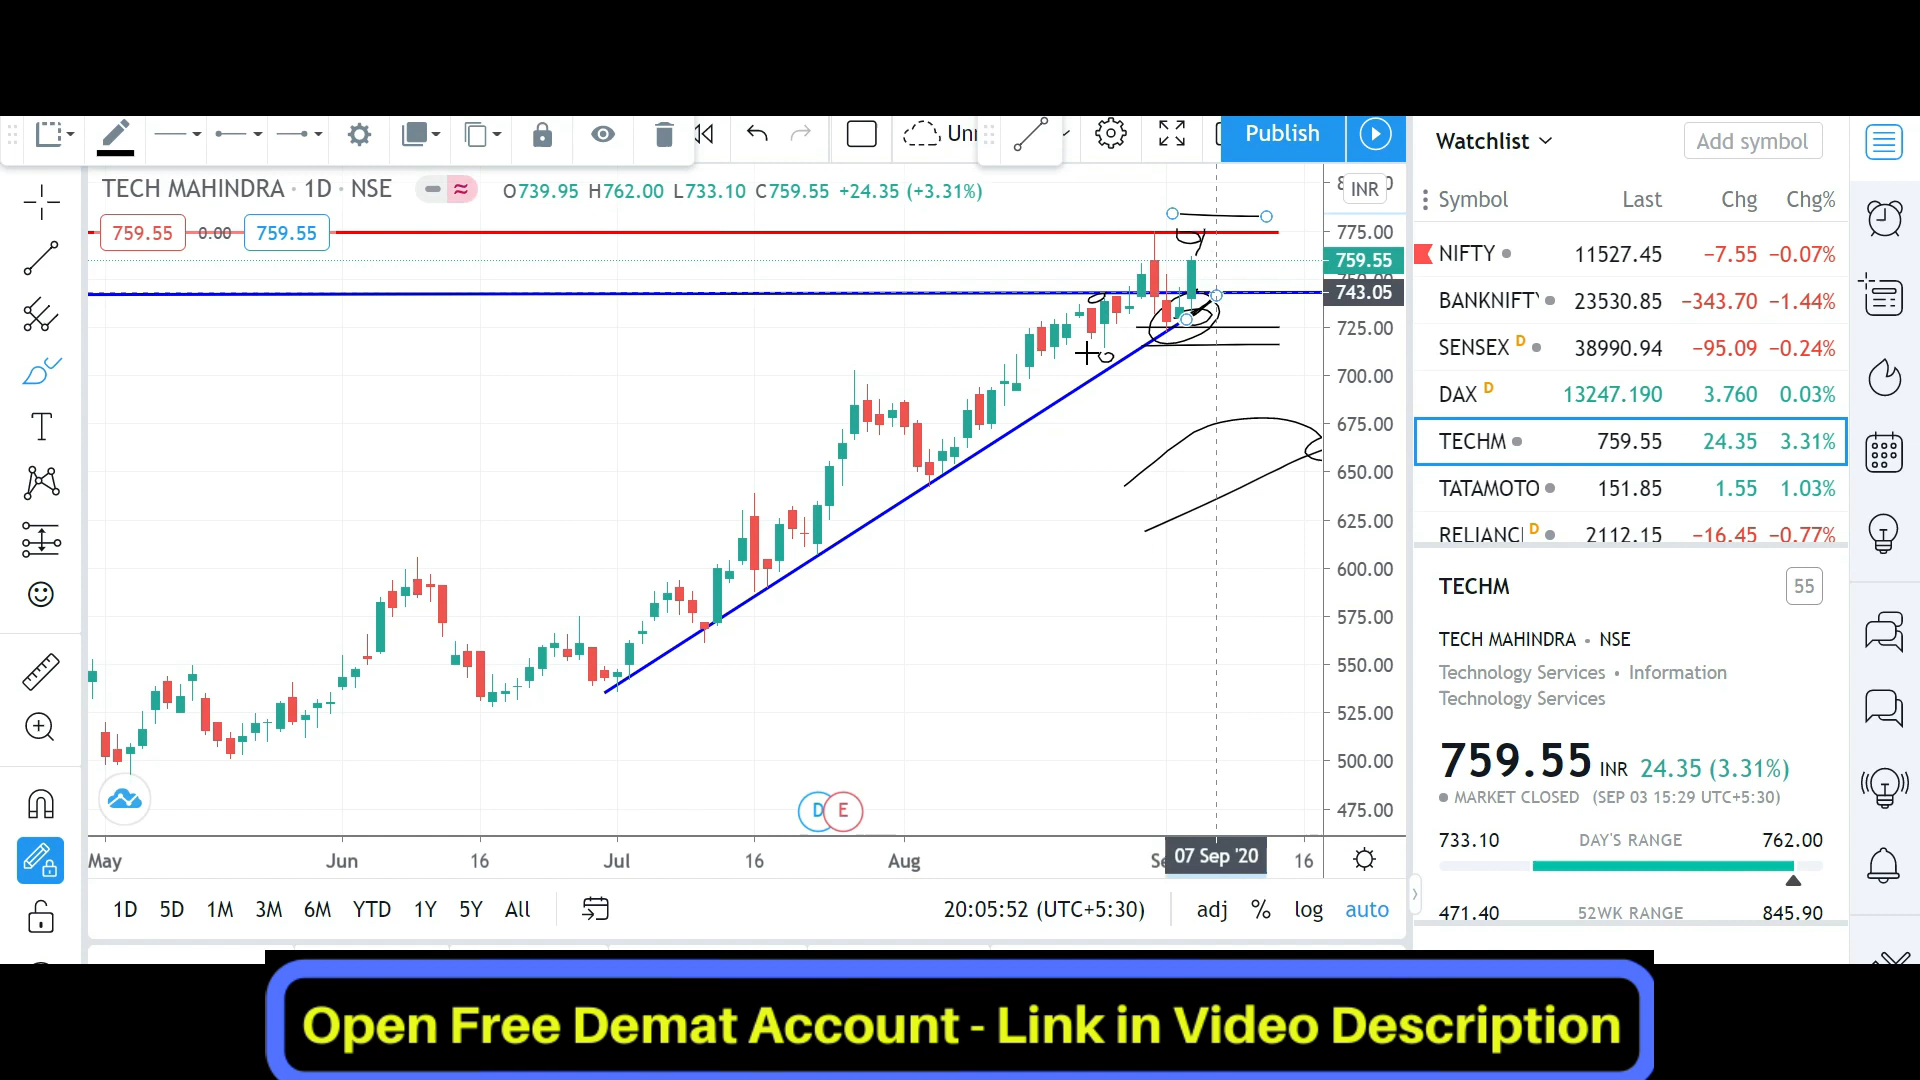 Unr
Publish
Watchlist
Add symbol
TECH MAHINDRA · 1D · NSE
O739.95 H762.00 L733.10 C759.55 +24.35 (+3.31%)
INR
759.55 0.00 759.55
775.00
759.55
743.05
725.00
700.00
675.00
650.00
625.00
600.00
575.00
550.00
525.00
500.00
475.00
D E
May Jun 16 Jul 16 Aug 07 Sep '20 16
1D 5D 1M 3M 6M YTD 1Y 5Y All
20:05:52 (UTC+5:30) adj % log auto
Symbol Last Chg Chg%
NIFTY 11527.45 −7.55 −0.07%
BANKNIFTY 23530.85 −343.70 −1.44%
SENSEX D 38990.94 −95.09 −0.24%
DAX D 13247.190 3.760 0.03%
TECHM 759.55 24.35 3.31%
TATAMOTO 151.85 1.55 1.03%
RELIANCI D 2112.15 −16.45 −0.77%
TECHM 55
TECH MAHINDRA • NSE
Technology Services • Information
Technology Services
759.55 INR 24.35 (3.31%)
MARKET CLOSED (SEP 03 15:29 UTC+5:30)
733.10 DAY'S RANGE 762.00
471.40 52WK RANGE 845.90
Open Free Demat Account - Link in Video Description